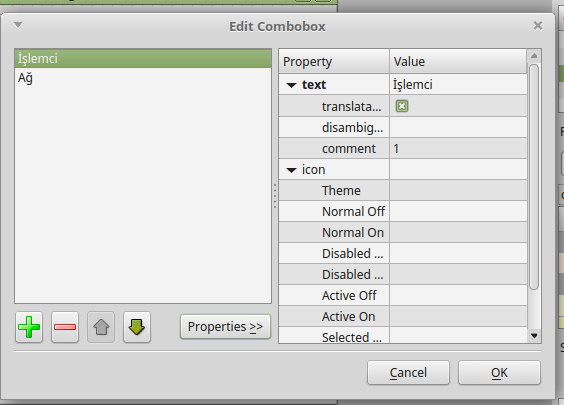 Edit Combobox
İşlemci
Ağ
Property Value
text İşlemci
translata...
disambig...
comment 1
icon
Theme
Normal Off
Normal On
Disabled ...
Disabled ...
Active Off
Active On
Selected ...
Properties >>
Cancel OK